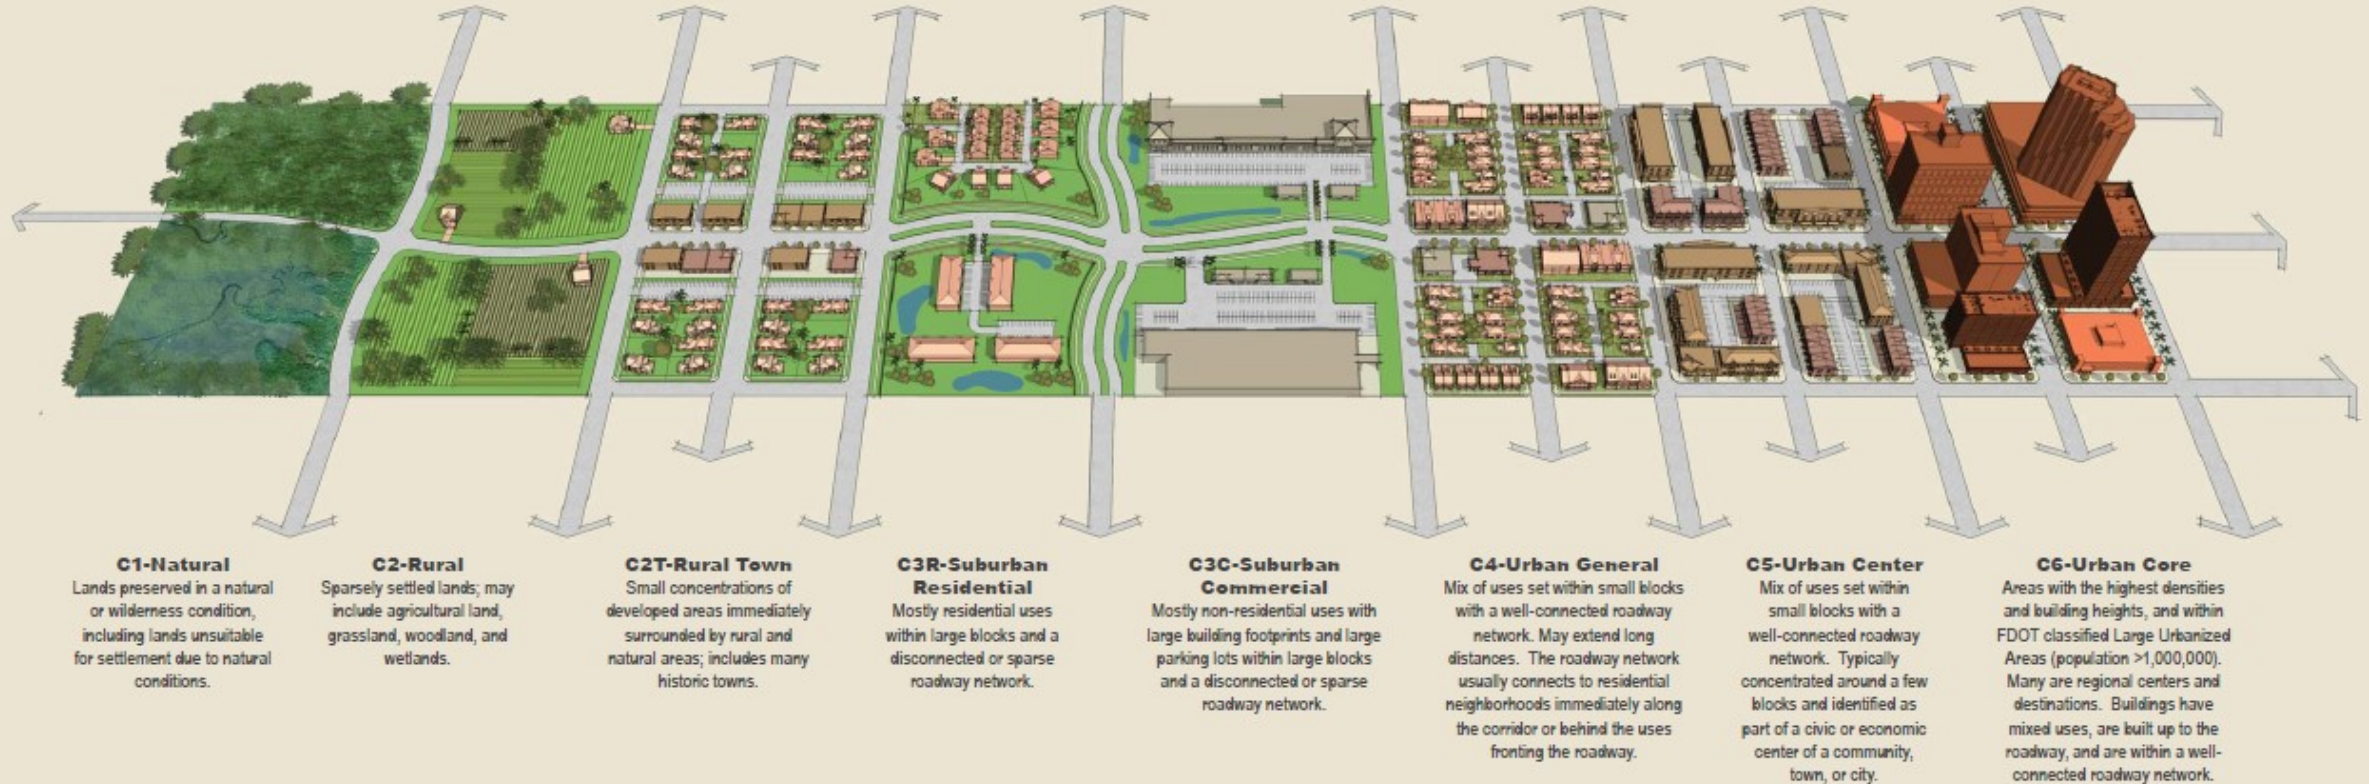 C1-Natural
Lands preserved in a natural
or wilderness condition,
including lands unsuitable
for settlement due to natural
conditions.
C2-Rural
Sparsely settled lands; may
include agricultural land,
grassland, woodland, and
wetlands.
C2T-Rural Town
Small concentrations of
developed areas immediately
surrounded by rural and
natural areas; includes many
historic towns.
C3R-Suburban
Residential
Mostly residential uses
within large blocks and a
disconnected or sparse
roadway network.
C3C-Suburban
Commercial
Mostly non-residential uses with
large building footprints and large
parking lots within large blocks
and a disconnected or sparse
roadway network.
C4-Urban General
Mix of uses set within small blocks
with a well-connected roadway
network. May extend long
distances. The roadway network
usually connects to residential
neighborhoods immediately along
the corridor or behind the uses
fronting the roadway.
C5-Urban Center
Mix of uses set within
small blocks with a
well-connected roadway
network. Typically
concentrated around a few
blocks and identified as
part of a civic or economic
center of a community,
town, or city.
C6-Urban Core
Areas with the highest densities
and building heights, and within
FDOT classified Large Urbanized
Areas (population >1,000,000).
Many are regional centers and
destinations. Buildings have
mixed uses, are built up to the
roadway, and are within a well-
connected roadway network.